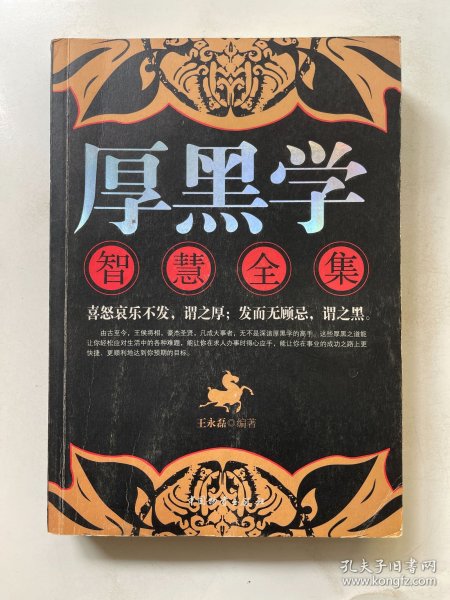 厚黑学
智慧全集
喜怒哀乐不发，谓之厚；发而无顾忌，谓之黑。
由古至今，王侯将相，豪杰圣贤，凡成大事者，无不是深谙厚黑学的高手。这些厚黑之道能
让你轻松应对生活中的各种难题，能让你在求人办事时得心应手，能让你在事业的成功之路上更
快捷、更顺利地达到你预期的目标。
王永磊◎编著
孔夫子旧书网
www.kongfz.com